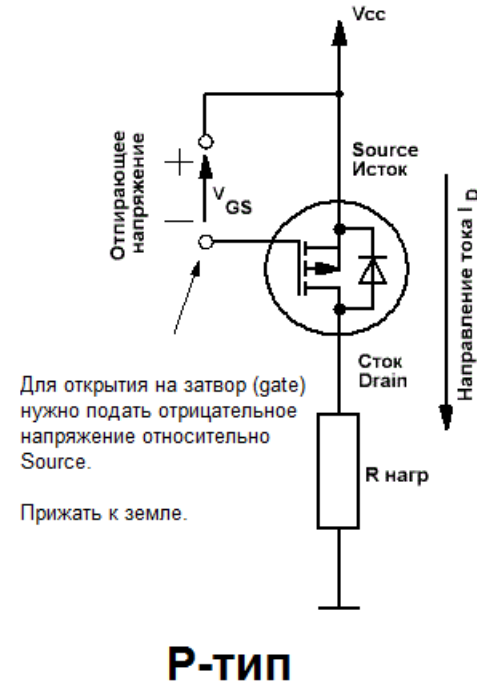 Vcc
Отпирающее
напряжение
+
V
GS
−
Source
Исток
Направление тока I D
Сток
Drain
Для открытия на затвор (gate)
нужно подать отрицательное
напряжение относительно
Source.
Прижать к земле.
R нагр
Р-тип